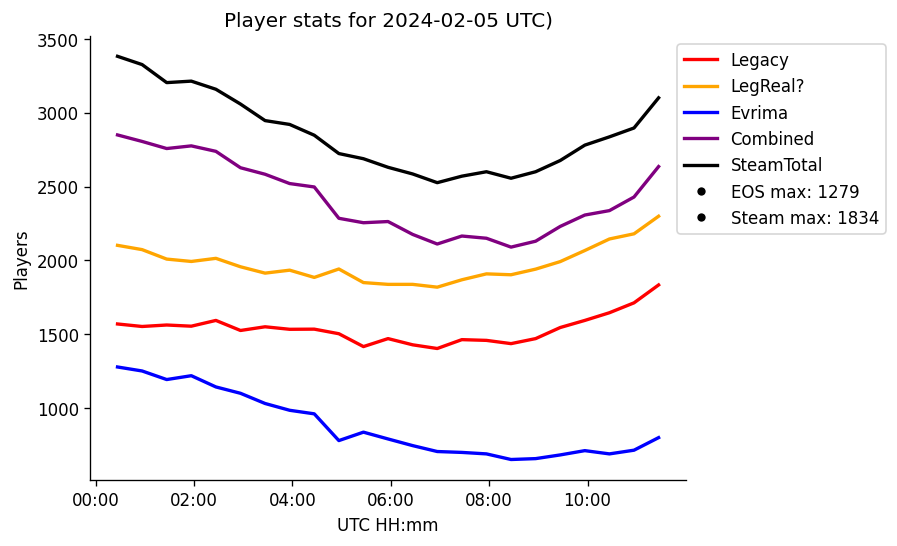 Player stats for 2024-02-05 UTC)
3500
3000
2500
2000
1500
1000
Players
00:00 02:00 04:00 06:00 08:00 10:00
UTC HH:mm
Legacy
LegReal?
Evrima
Combined
SteamTotal
EOS max: 1279
Steam max: 1834